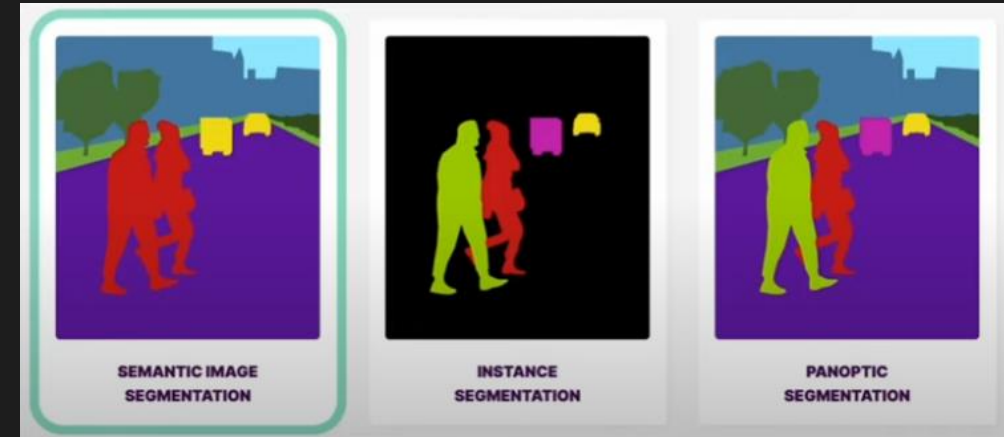 SEMANTIC IMAGE
SEGMENTATION
INSTANCE
SEGMENTATION
PANOPTIC
SEGMENTATION